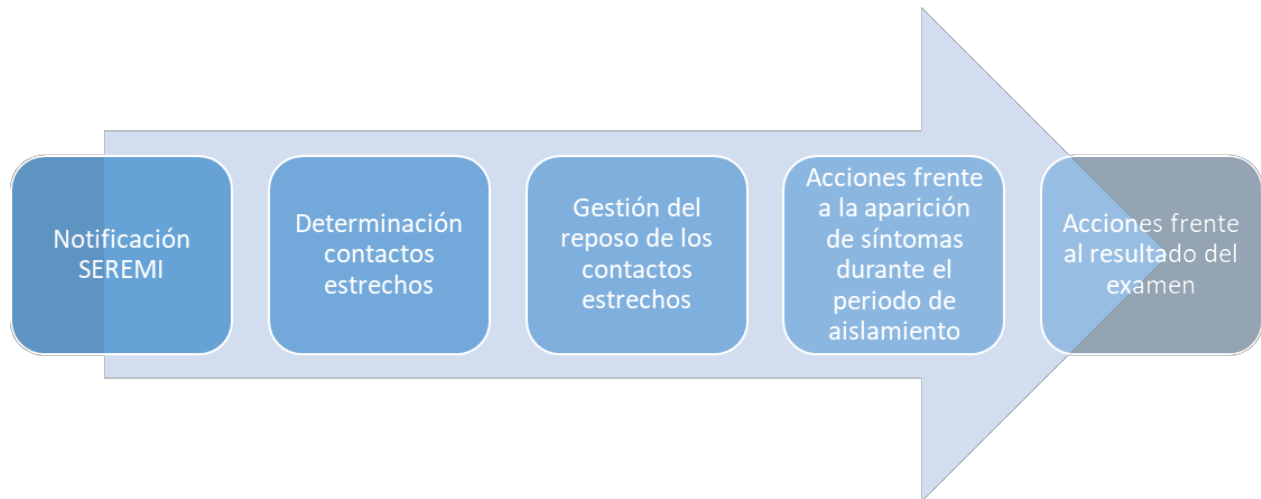 Notificación
SEREMI
Determinación
contactos
estrechos
Gestión del
reposo de los
contactos
estrechos
Acciones frente
a la aparición
de síntomas
durante el
periodo de
aislamiento
Acciones frente
al resultado del
examen